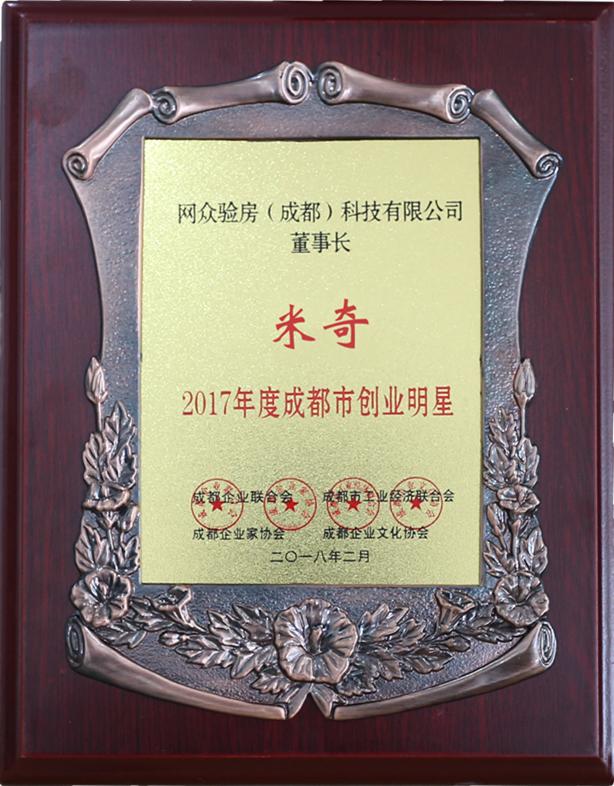 网众验房（成都）科技有限公司
董事长
米奇
2017年度成都市创业明星
成都企业联合会 成都市工业经济联合会
成都企业家协会 成都企业文化协会
二〇一八年二月